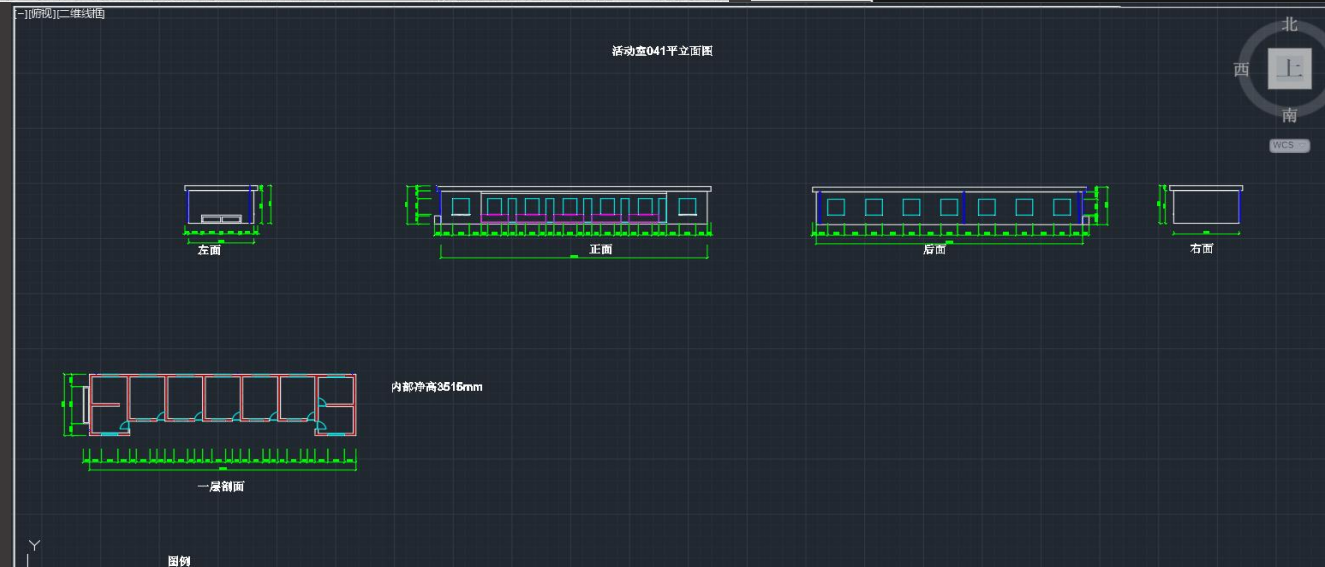 [−][俯视][二维线框]
北
活动室041平立面图
西
上
南
WCS
左面
正面
后面
右面
内部净高3515mm
一层剖面
Y
图例